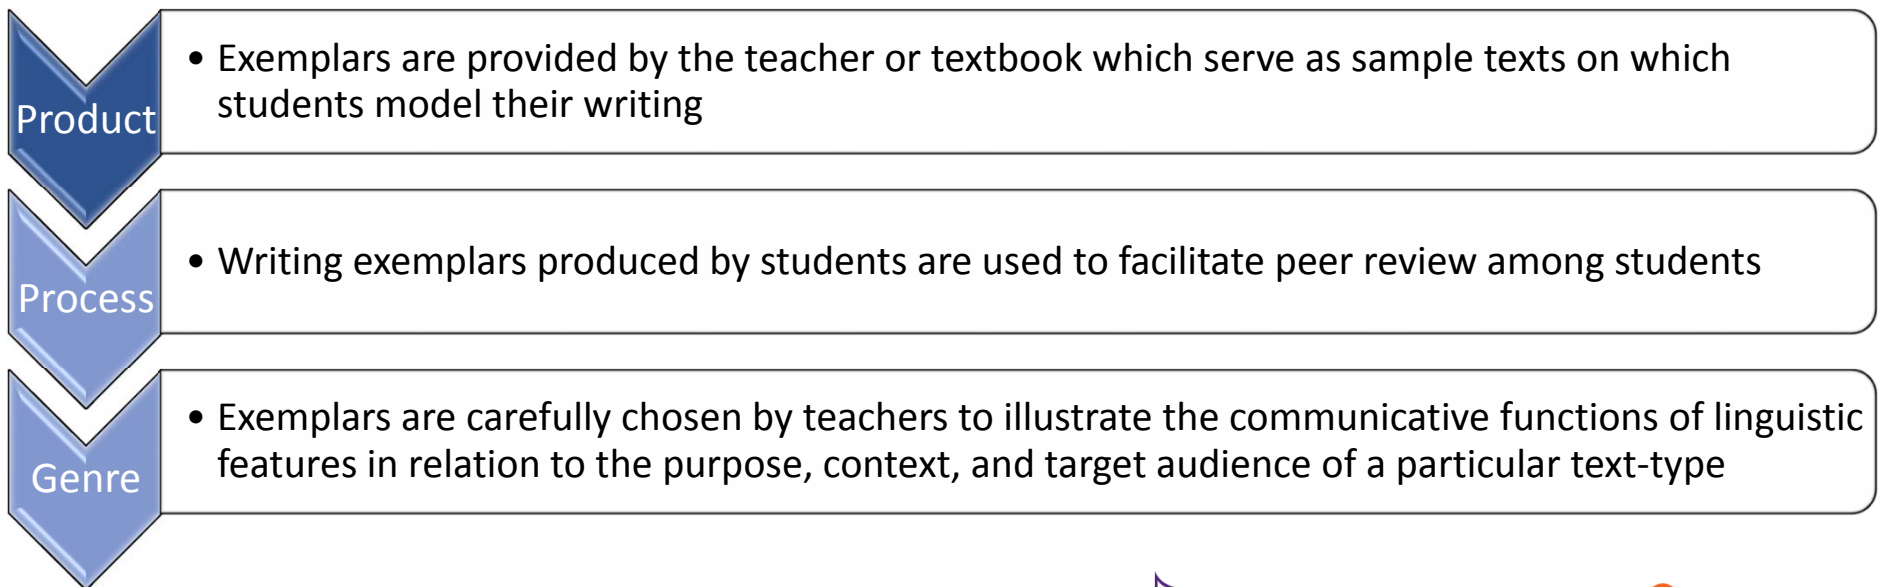 Product
• Exemplars are provided by the teacher or textbook which serve as sample texts on which
students model their writing
Process
• Writing exemplars produced by students are used to facilitate peer review among students
Genre
• Exemplars are carefully chosen by teachers to illustrate the communicative functions of linguistic
features in relation to the purpose, context, and target audience of a particular text-type